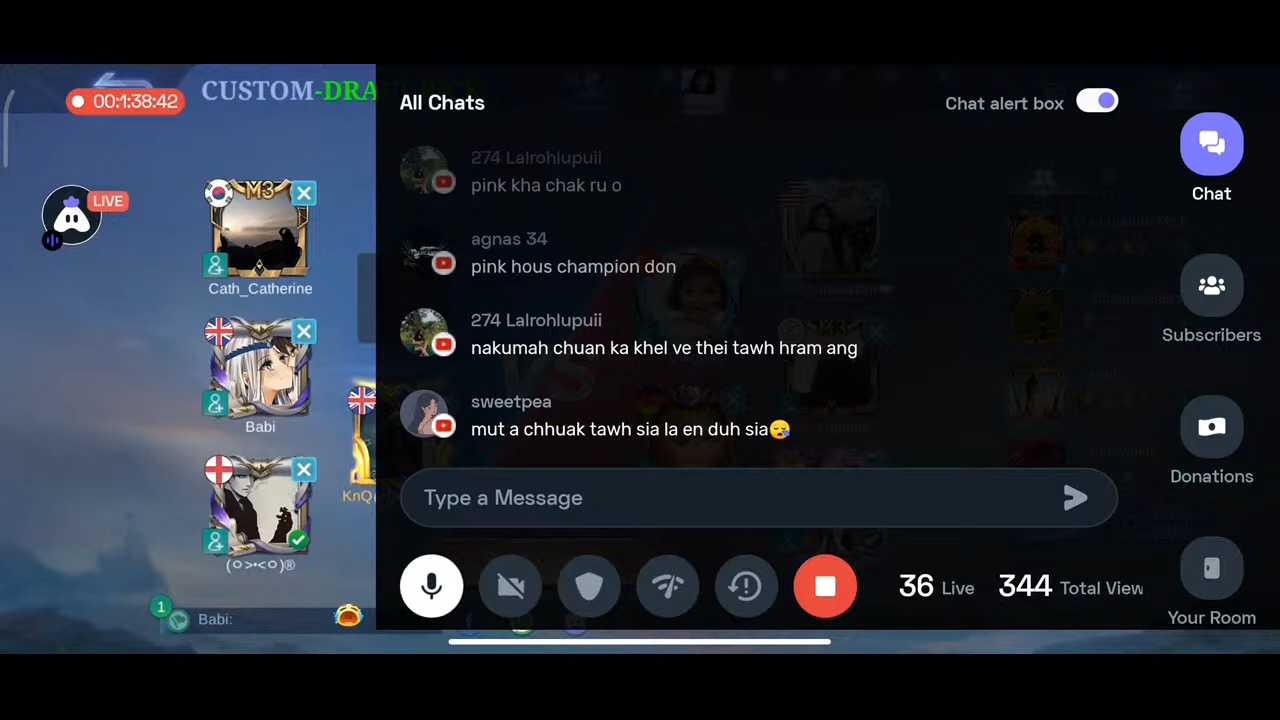 CUSTOM-DRA
00:1:38:42
LIVE
M3
Cath_Catherine
Babi
KnQ
(ㅇ>•<ㅇ)®
1
Babi:
All Chats
Chat alert box
274 Lalrohlupuii
pink kha chak ru o
agnas 34
pink hous champion don
274 Lalrohlupuii
nakumah chuan ka khel ve thei tawh hram ang
sweetpea
mut a chhuak tawh sia la en duh sia😪
Type a Message
36 Live 344 Total View
Chat
Subscribers
Donations
Your Room